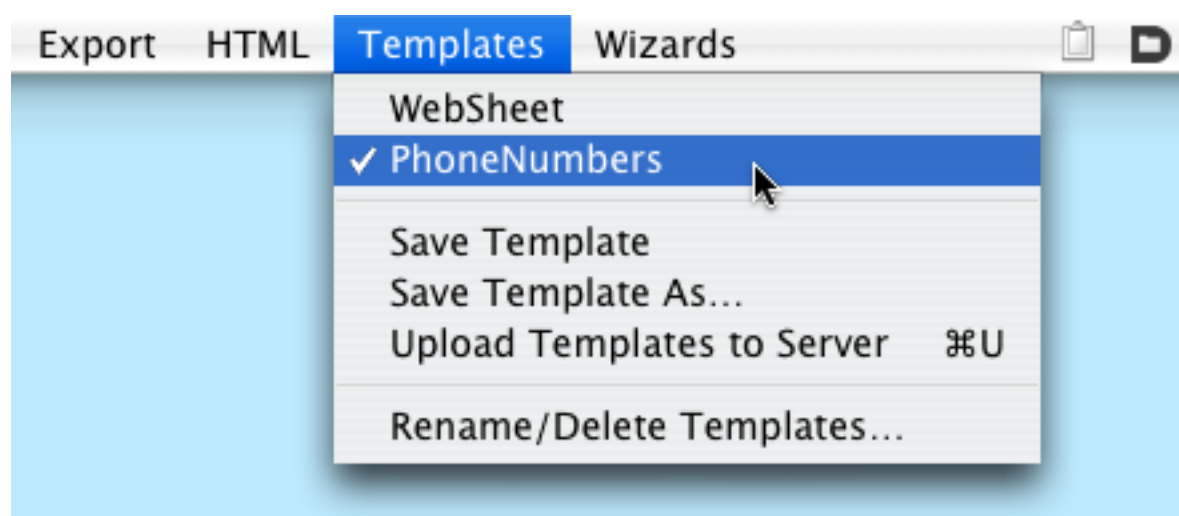 Export HTML Templates Wizards
WebSheet
✓ PhoneNumbers
Save Template
Save Template As...
Upload Templates to Server ⌘U
Rename/Delete Templates...